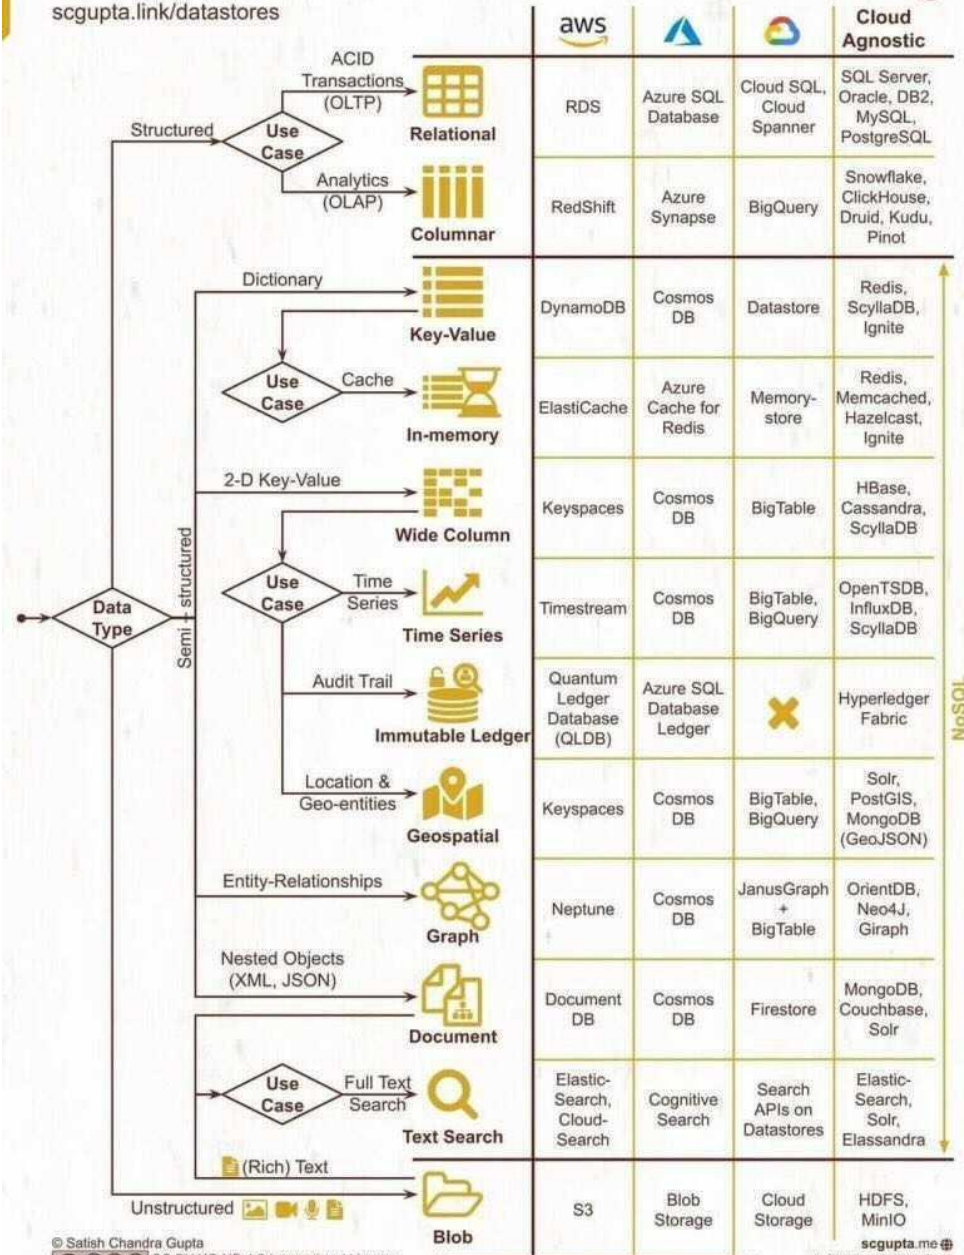 scgupta.link/datastores
aws
Cloud
Agnostic
ACID
Transactions
(OLTP)
Structured
Use
Case
Relational
RDS
Azure SQL
Database
Cloud SQL,
Cloud
Spanner
SQL Server,
Oracle, DB2,
MySQL,
PostgreSQL
Analytics
(OLAP)
Columnar
RedShift
Azure
Synapse
BigQuery
Snowflake,
ClickHouse,
Druid, Kudu,
Pinot
Dictionary
Key-Value
DynamoDB
Cosmos
DB
Datastore
Redis,
ScyllaDB,
Ignite
Use
Case
Cache
In-memory
ElastiCache
Azure
Cache for
Redis
Memory-
store
Redis,
Memcached,
Hazelcast,
Ignite
2-D Key-Value
Wide Column
Keyspaces
Cosmos
DB
BigTable
HBase,
Cassandra,
ScyllaDB
Data
Type
Semi - structured
Use
Case
Time
Series
Time Series
Timestream
Cosmos
DB
BigTable,
BigQuery
OpenTSDB,
InfluxDB,
ScyllaDB
Audit Trail
Immutable Ledger
Quantum
Ledger
Database
(QLDB)
Azure SQL
Database
Ledger
Hyperledger
Fabric
NoSQL
Location &
Geo-entities
Geospatial
Keyspaces
Cosmos
DB
BigTable,
BigQuery
Solr,
PostGIS,
MongoDB
(GeoJSON)
Entity-Relationships
Graph
Neptune
Cosmos
DB
JanusGraph
+
BigTable
OrientDB,
Neo4J,
Giraph
Nested Objects
(XML, JSON)
Document
Document
DB
Cosmos
DB
Firestore
MongoDB,
Couchbase,
Solr
Use
Case
Full Text
Search
Text Search
Elastic-
Search,
Cloud-
Search
Cognitive
Search
Search
APIs on
Datastores
Elastic-
Search,
Solr,
Elassandra
(Rich) Text
Unstructured
Blob
S3
Blob
Storage
Cloud
Storage
HDFS,
MinIO
© Satish Chandra Gupta
scgupta.me